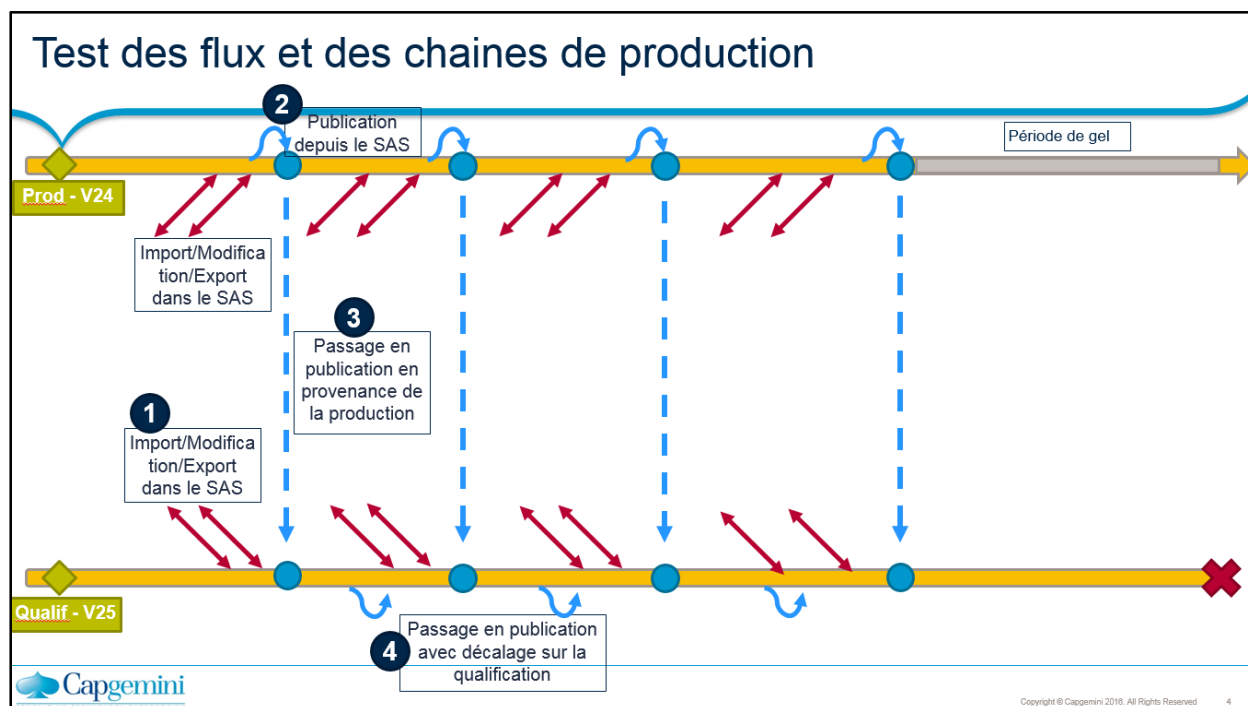 Test des flux et des chaines de production
2
Publication
depuis le SAS
Période de gel
Prod - V24
Import/Modifica
tion/Export
dans le SAS
3
Passage en
publication en
provenance de
la production
1
Import/Modifica
tion/Export
dans le SAS
Qualif - V25
4
Passage en publication
avec décalage sur la
qualification
Capgemini
Copyright © Capgemini 2016. All Rights Reserved
4